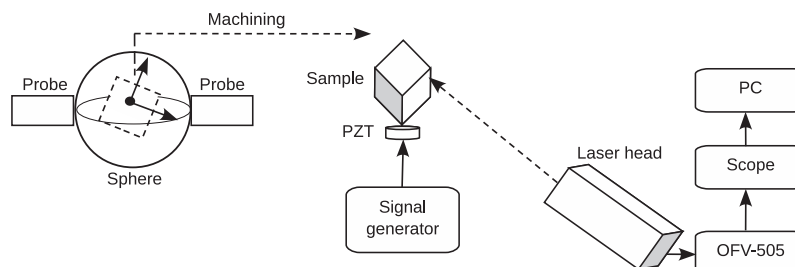 Machining
Probe
Probe
Sphere
Sample
PZT
Signal
generator
Laser head
PC
Scope
OFV-505